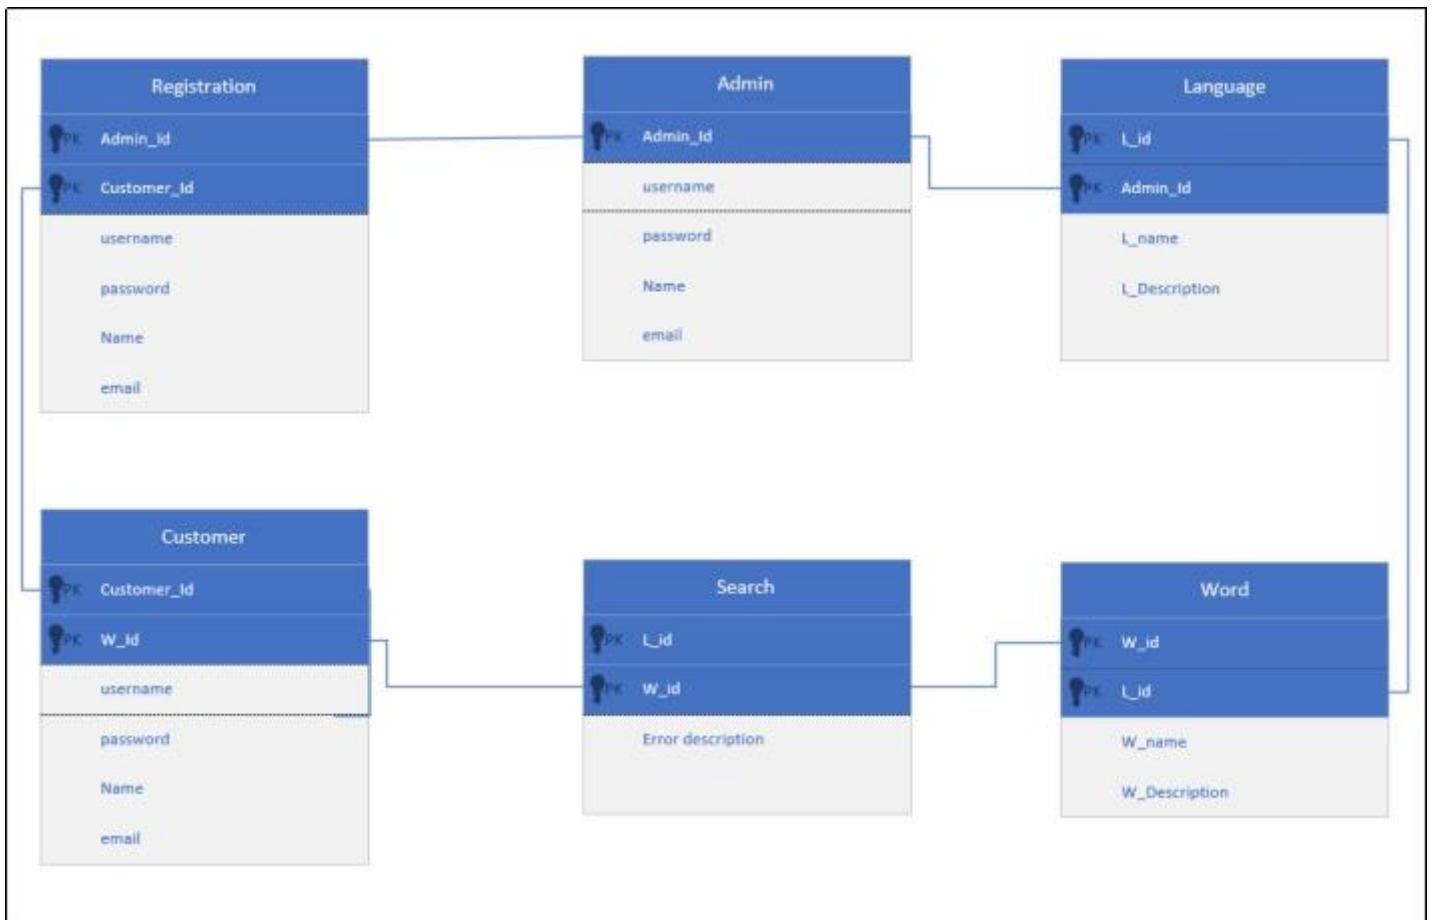 Registration
PK Admin_Id
PK Customer_Id
username
password
Name
email
Admin
PK Admin_Id
username
password
Name
email
Language
PK L_id
PK Admin_Id
L_name
L_Description
Customer
PK Customer_Id
PK W_Id
username
password
Name
email
Search
PK L_id
PK W_id
Error description
Word
PK W_id
PK L_id
W_name
W_Description